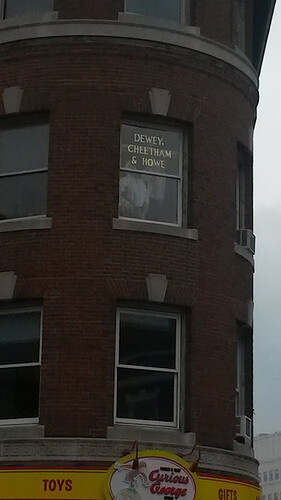 DEWEY,
CHEETHAM
& HOWE
TOYS
Curious
George
GIFTS